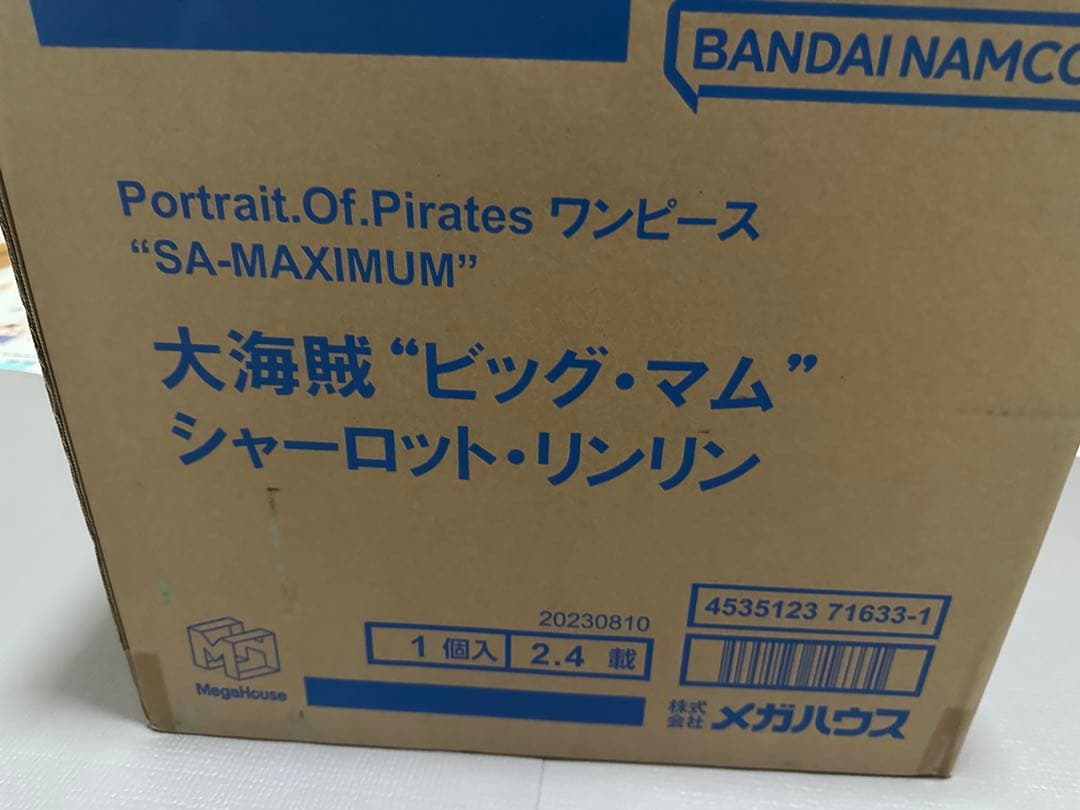 BANDAI NAMCO
Portrait.Of.Pirates ワンピース
“SA-MAXIMUM”
大海賊“ビッグ・マム”
シャーロット・リンリン
20230810
4535123 71633-1
1 個入 2.4 載
MegaHouse
株式会社 メガハウス